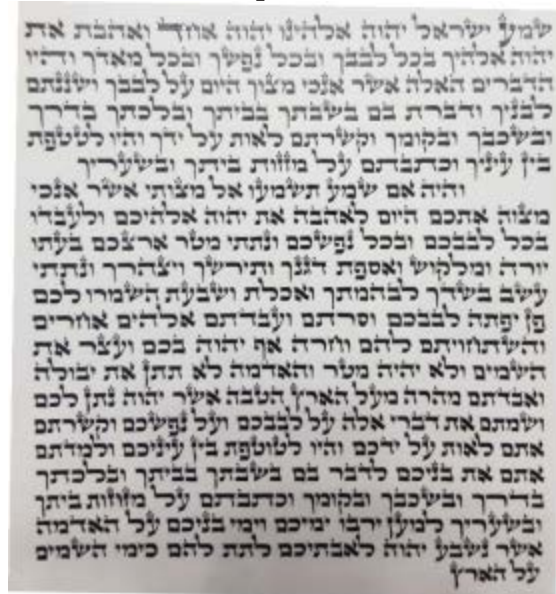 שמע ישראל יהוה אלהינו יהוה אחד ואהבת את
יהוה אלהיך בכל לבבך ובכל נפשך ובכל מאדך והיו
הדברים האלה אשר אנכי מצוך היום על לבבך ושננתם
לבניך ודברת בם בשבתך בביתך ובלכתך בדרך
ובשכבך ובקומך וקשרתם לאות על ידך והיו לטטפת
בין עיניך וכתבתם על מזזות ביתך ובשעריך
והיה אם שמע תשמעו אל מצותי אשר אנכי
מצוה אתכם היום לאהבה את יהוה אלהיכם ולעבדו
בכל לבבכם ובכל נפשכם ונתתי מטר ארצכם בעתו
יורה ומלקוש ואספת דגנך ותירשך ויצהרך ונתתי
עשב בשדך לבהמתך ואכלת ושבעת השמרו לכם
פן יפתה לבבכם וסרתם ועבדתם אלהים אחרים
והשתחויתם להם וחרה אף יהוה בכם ועצר את
השמים ולא יהיה מטר והאדמה לא תתן את יבולה
ואבדתם מהרה מעל הארץ הטבה אשר יהוה נתן לכם
ושמתם את דברי אלה על לבבכם ועל נפשכם וקשרתם
אתם לאות על ידכם והיו לטוטפת בין עיניכם ולמדתם
אתם את בניכם לדבר בם בשבתך בביתך ובלכתך
בדרך ובשכבך ובקומך וכתבתם על מזוזות ביתך
ובשעריך למען ירבו ימיכם וימי בניכם על האדמה
אשר נשבע יהוה לאבתיכם לתת להם כימי השמים
על הארץ